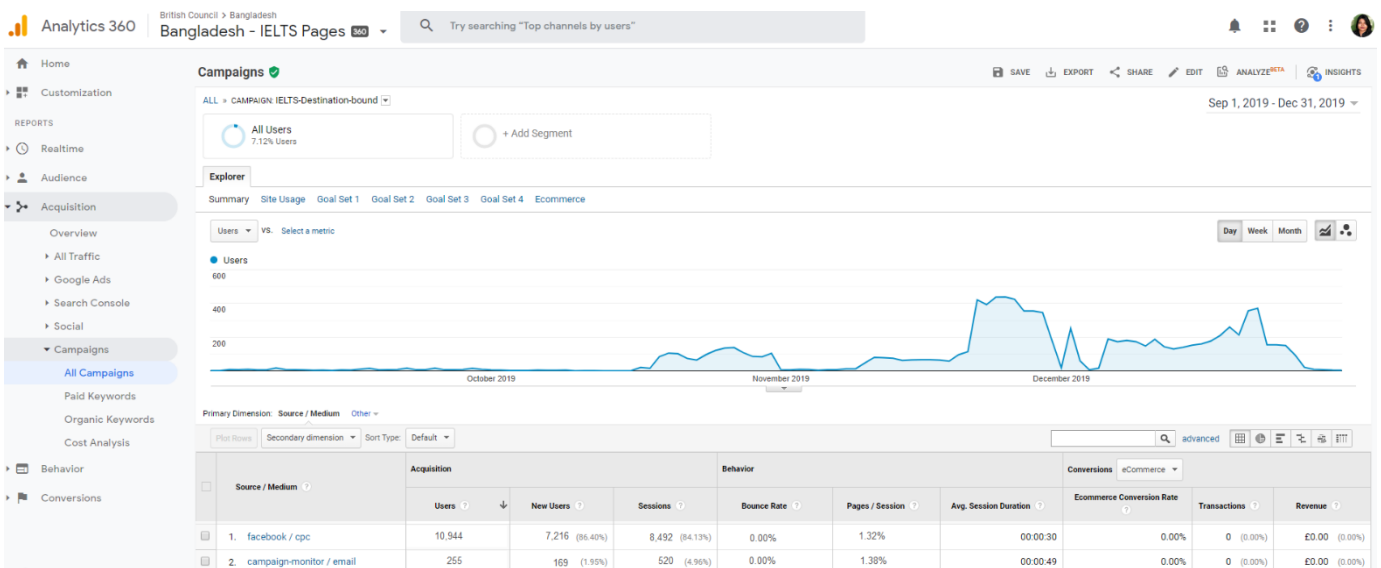 British Council > Bangladesh
Analytics 360
Bangladesh - IELTS Pages 360
Try searching "Top channels by users"
Home
Customization
REPORTS
Realtime
Audience
Acquisition
Overview
All Traffic
Google Ads
Search Console
Social
Campaigns
All Campaigns
Paid Keywords
Organic Keywords
Cost Analysis
Behavior
Conversions
Campaigns
SAVE EXPORT SHARE EDIT ANALYZE BETA 1 INSIGHTS
ALL » CAMPAIGN: IELTS-Destination-bound
Sep 1, 2019 - Dec 31, 2019
All Users
7.12% Users
+ Add Segment
Explorer
Summary Site Usage Goal Set 1 Goal Set 2 Goal Set 3 Goal Set 4 Ecommerce
Users VS. Select a metric
Day Week Month
Users
600
400
200
October 2019 November 2019 December 2019
Primary Dimension: Source / Medium Other
Plot Rows Secondary dimension Sort Type: Default advanced
Source / Medium Acquisition Behavior Conversions eCommerce
Users New Users Sessions Bounce Rate Pages / Session Avg. Session Duration Ecommerce Conversion Rate Transactions Revenue
1. facebook / cpc 10,944 7,216 (86.40%) 8,492 (84.13%) 0.00% 1.32% 00:00:30 0.00% 0 (0.00%) £0.00 (0.00%)
2. campaign-monitor / email 255 169 (1.95%) 520 (4.96%) 0.00% 1.38% 00:00:49 0.00% 0 (0.00%) £0.00 (0.00%)